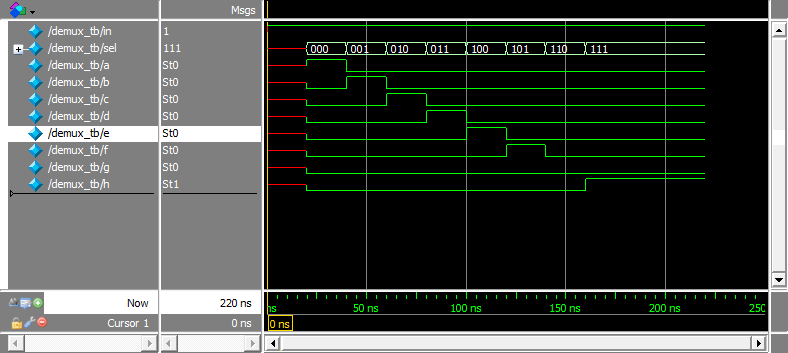 Msgs
/demux_tb/in 1
/demux_tb/sel 111 000 001 010 011 100 101 110 111
/demux_tb/a St0
/demux_tb/b St0
/demux_tb/c St0
/demux_tb/d St0
/demux_tb/e St0
/demux_tb/f St0
/demux_tb/g St0
/demux_tb/h St1
Now 220 ns ns 50 ns 100 ns 150 ns 200 ns 250
Cursor 1 0 ns 0 ns